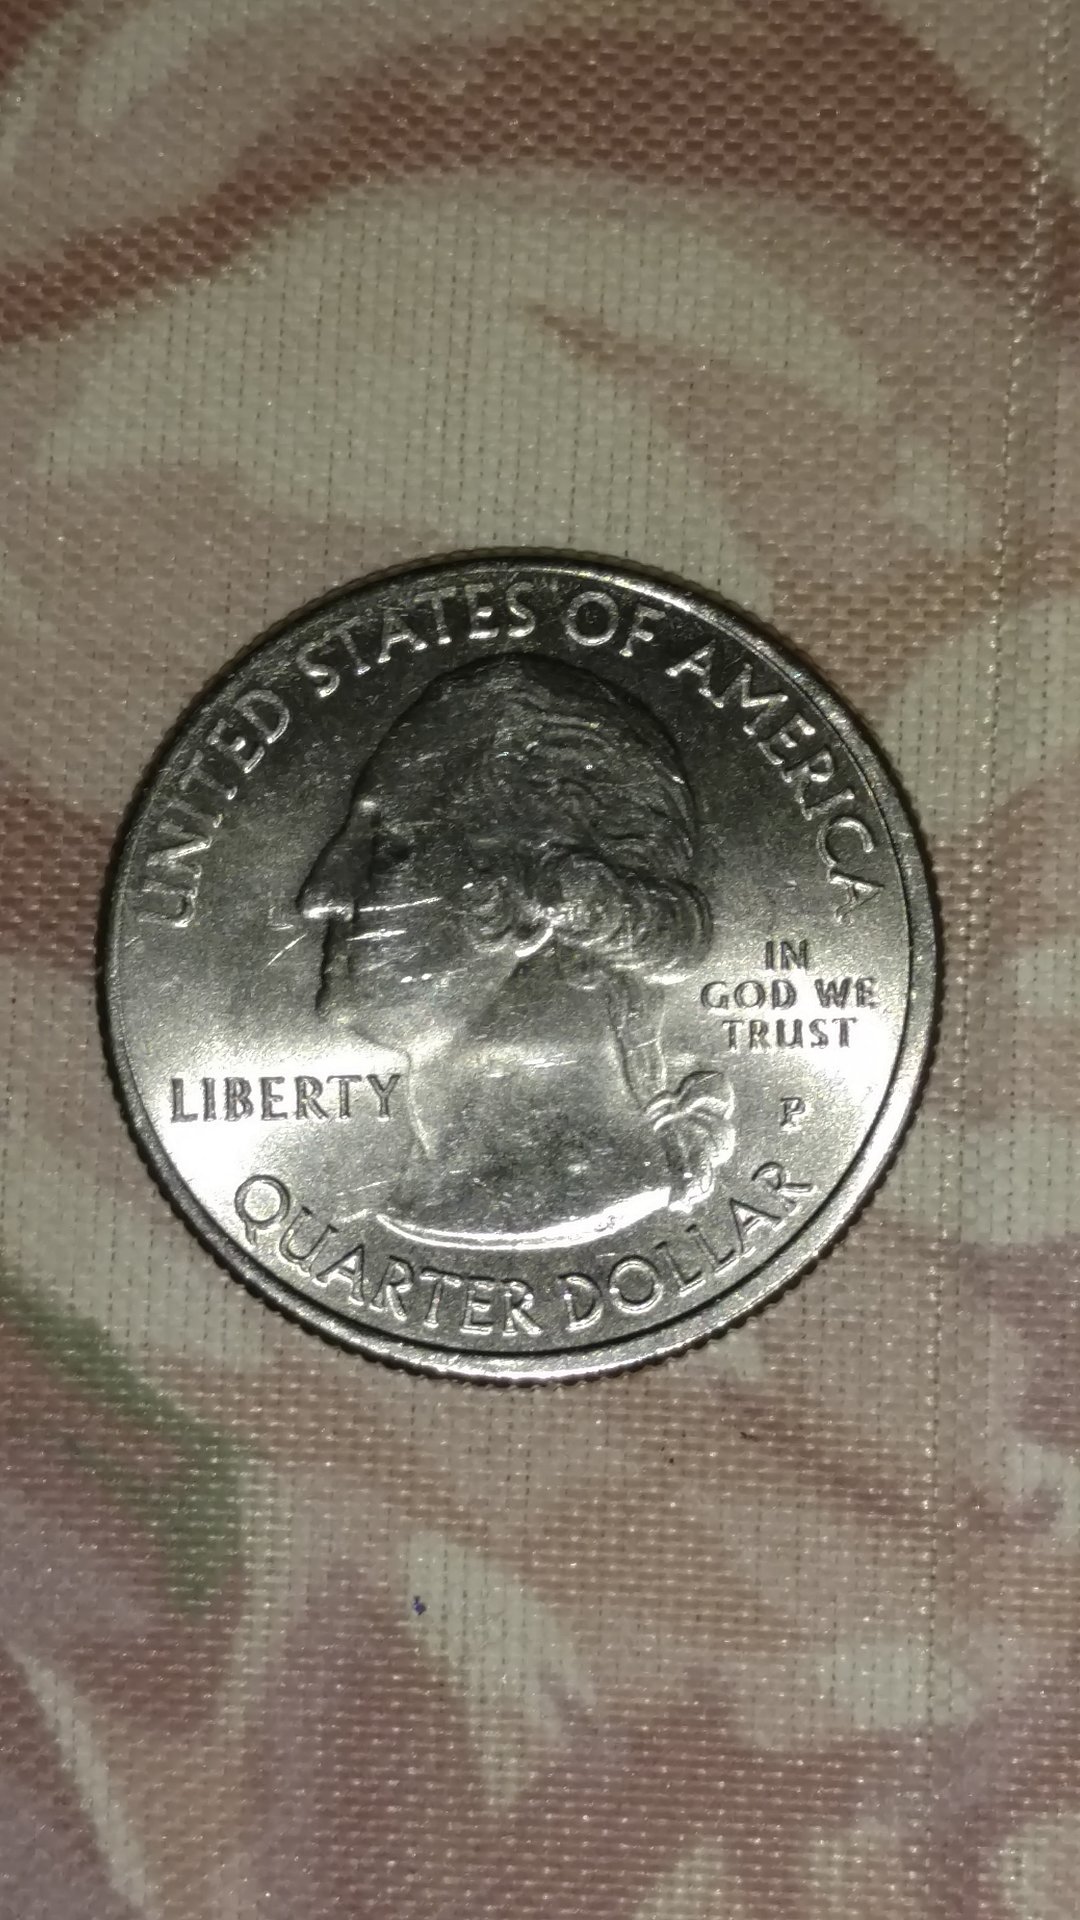 UNITED STATES OF AMERICA
IN
GOD WE
TRUST
LIBERTY
P
QUARTER DOLLAR